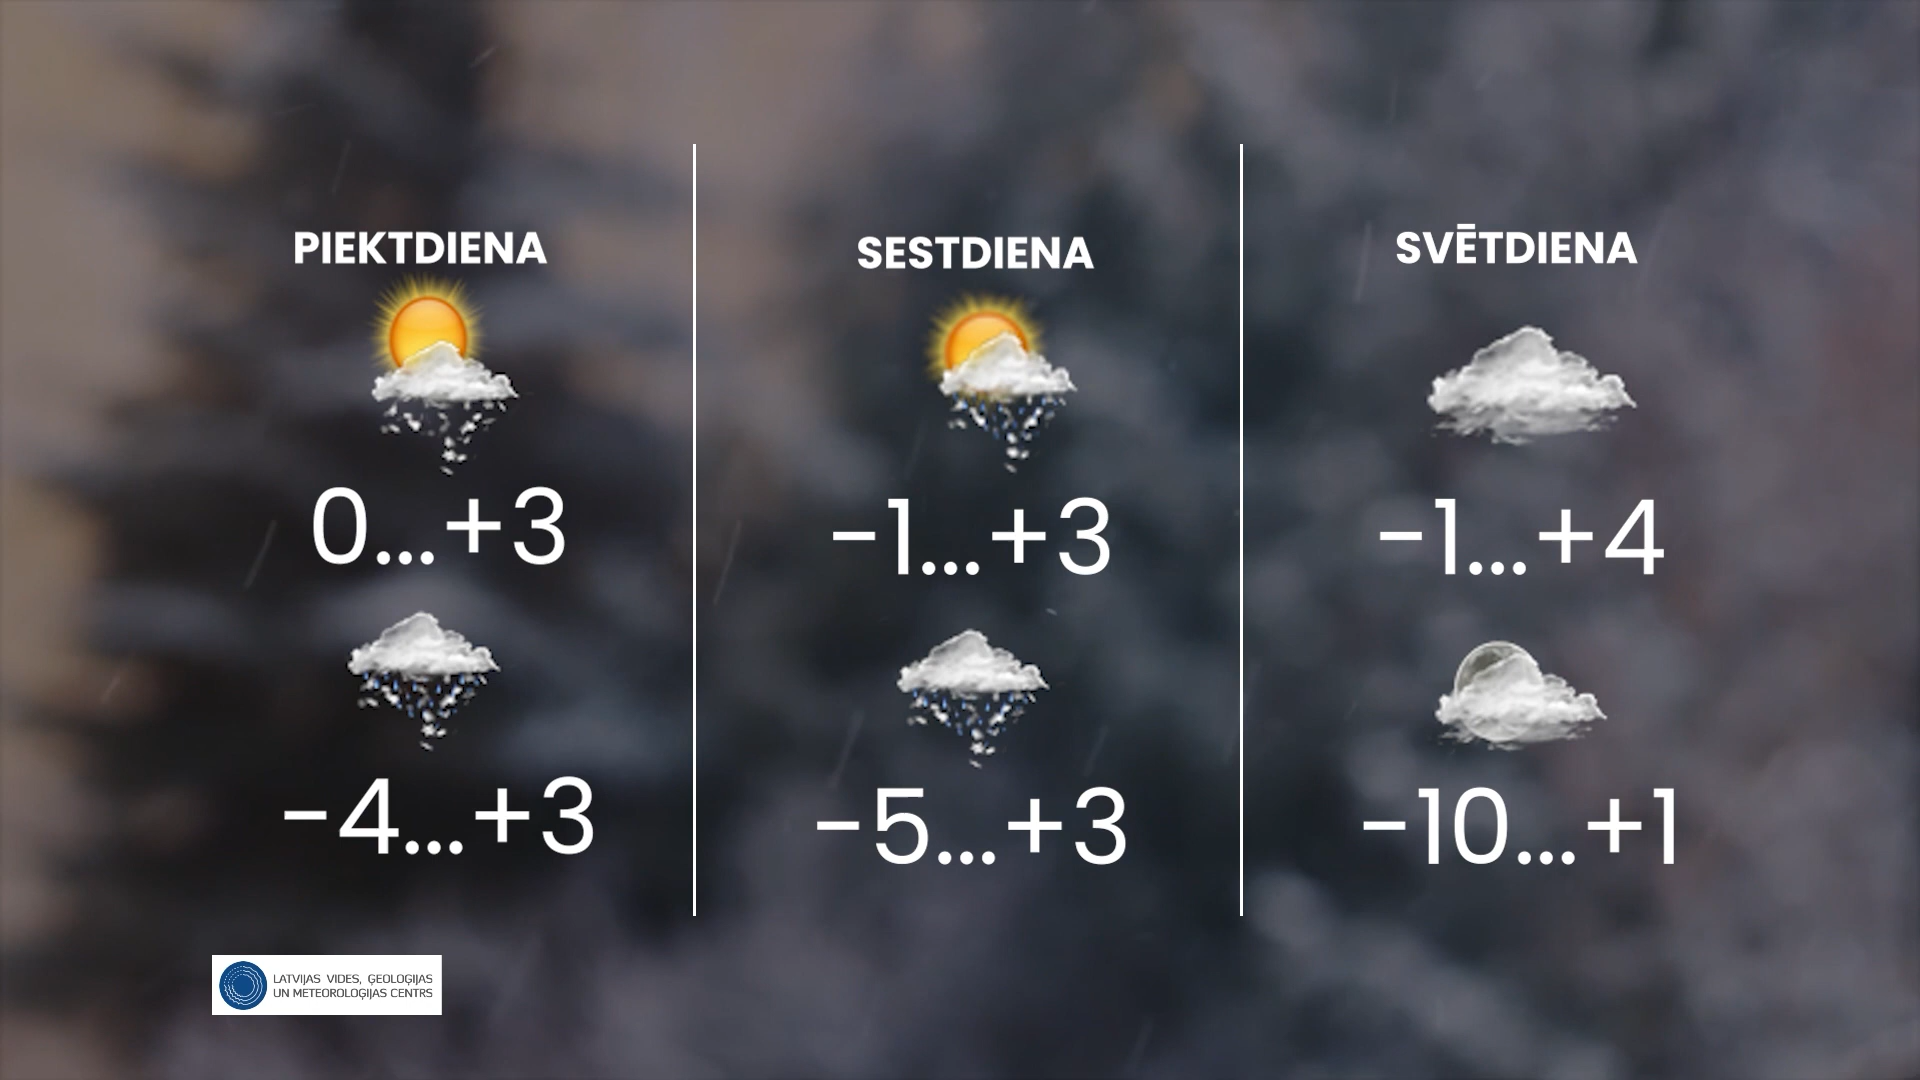 PIEKTDIENA
0...+3
-4...+3
SESTDIENA
-1...+3
-5...+3
SVĒTDIENA
-1...+4
-10...+1
LATVIJAS VIDES, ĢEOLOĢIJAS
UN METEOROLOĢIJAS CENTRS